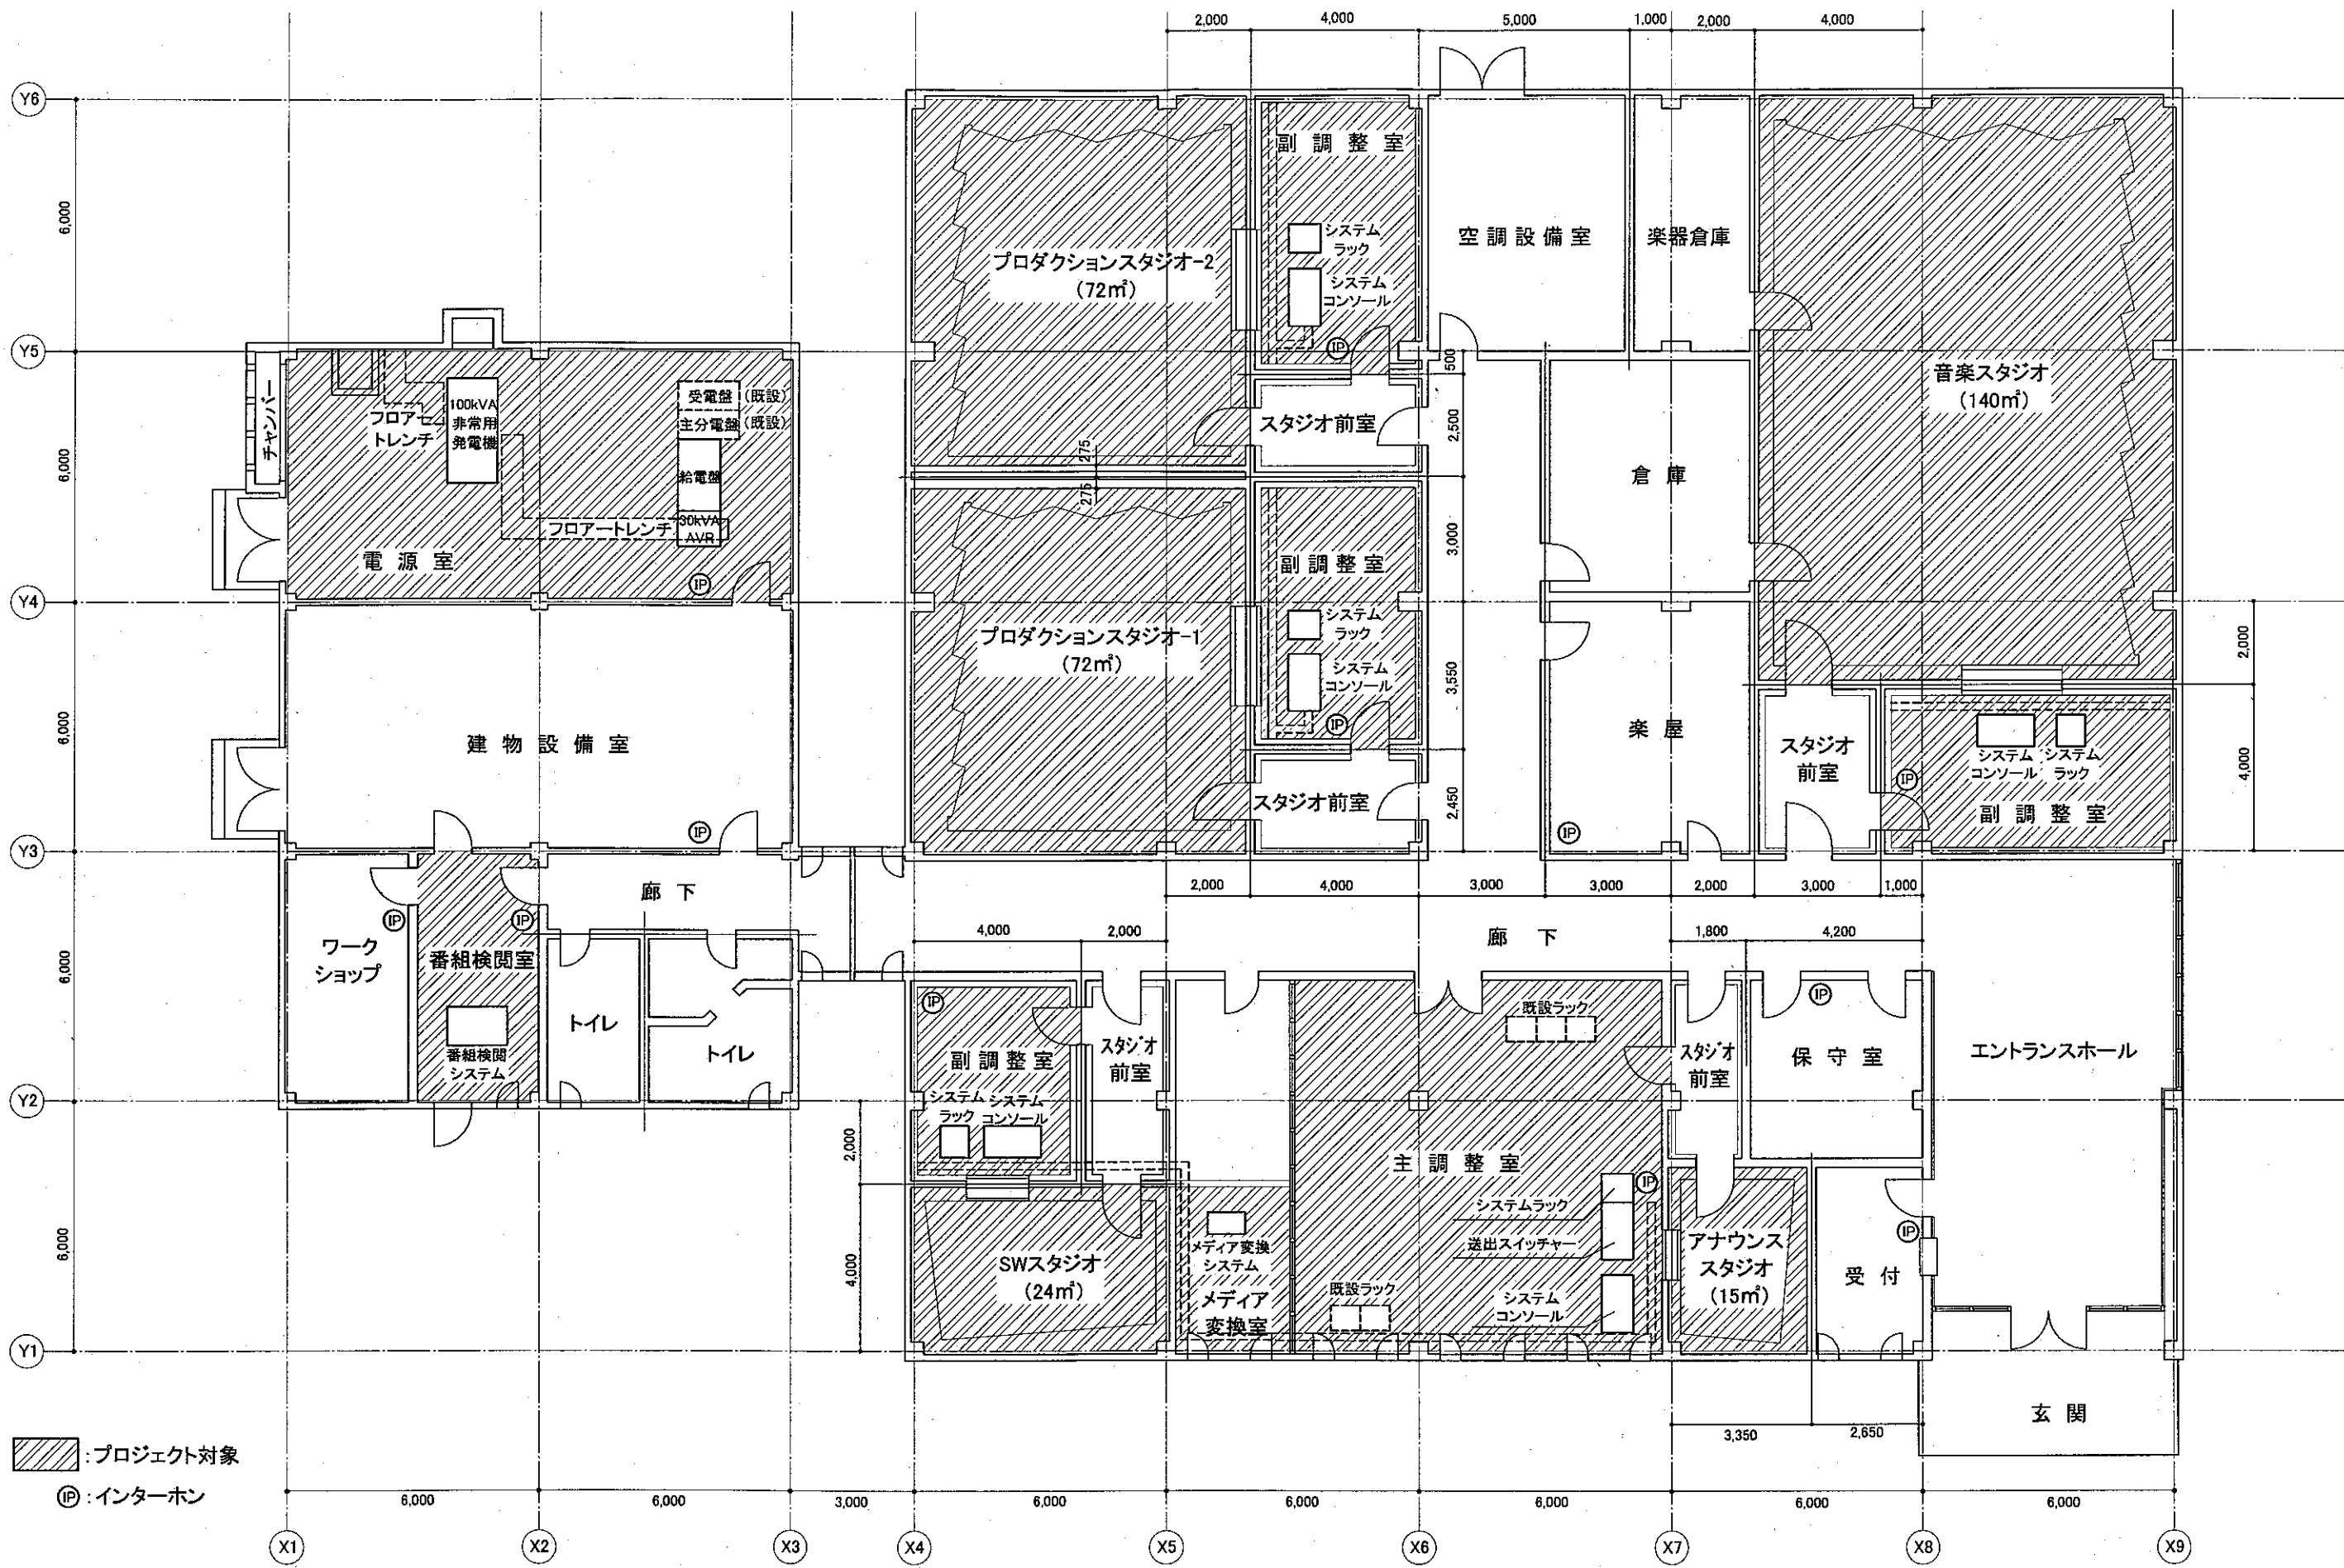 2,000
4,000
5,000
1,000
2,000
4,000
Y6
6,000
副調整室
システム
ラック
システム
コンソール
IP
プロダクションスタジオ-2
(72㎡)
空調設備室
楽器倉庫
音楽スタジオ
(140㎡)
Y5
チャンバー
フロアー
トレンチ
100kVA
非常用
発電機
受電盤
(既設)
主分電盤
(既設)
給電盤
30kVA
AVR
フロアートレンチ
電源室
IP
6,000
スタジオ前室
500
2,500
275
275
倉庫
3,000
副調整室
システム
ラック
システム
コンソール
IP
プロダクションスタジオ-1
(72㎡)
Y4
6,000
建物設備室
IP
3,550
2,450
スタジオ前室
楽屋
IP
スタジオ
前室
IP
システム
コンソール
システム
ラック
副調整室
2,000
4,000
Y3
2,000
4,000
3,000
3,000
2,000
3,000
1,000
廊下
IP
IP
ワーク
ショップ
番組検閲室
番組検閲
システム
トイレ
トイレ
6,000
4,000
2,000
廊下
1,800
4,200
IP
副調整室
システム
ラック
システム
コンソール
スタジオ
前室
既設ラック
スタジオ
前室
IP
保守室
エントランスホール
Y2
2,000
4,000
6,000
主調整室
IP
システムラック
送出スイッチャー
システム
コンソール
既設ラック
SWスタジオ
(24㎡)
メディア変換
システム
メディア
変換室
アナウンス
スタジオ
(15㎡)
IP
受付
Y1
玄関
3,350
2,650
:プロジェクト対象
IP:インターホン
6,000
6,000
3,000
6,000
6,000
6,000
6,000
6,000
X1
X2
X3
X4
X5
X6
X7
X8
X9